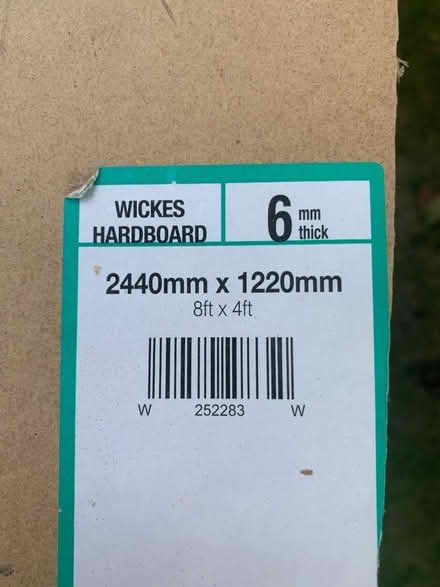 WICKES
HARDBOARD
6 mm
thick
2440mm x 1220mm
8ft x 4ft
W 252283 W